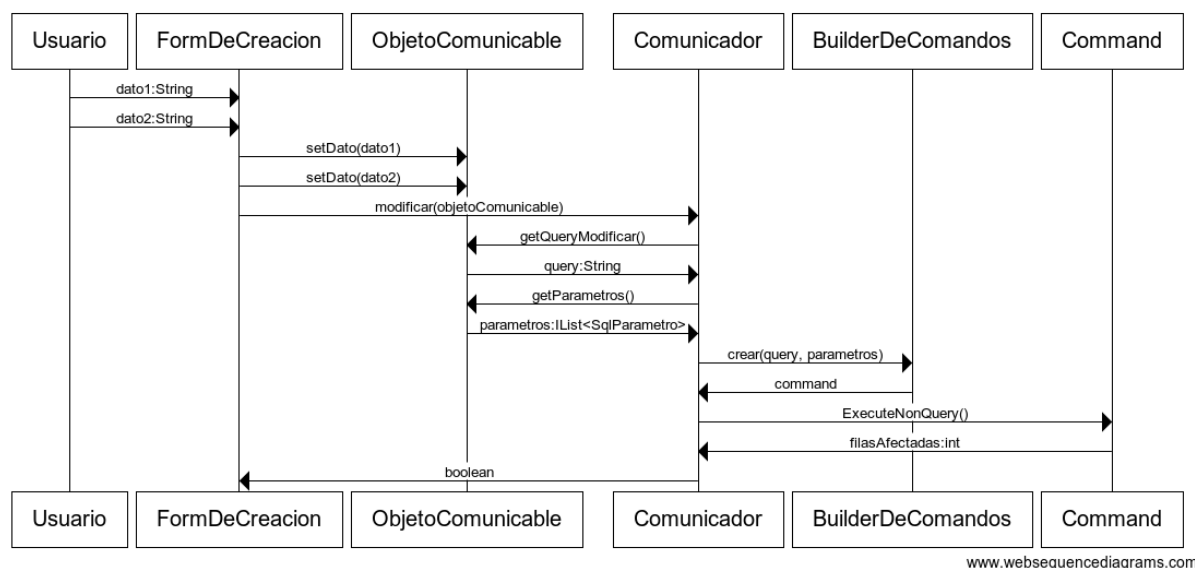 Usuario
FormDeCreacion
ObjetoComunicable
Comunicador
BuilderDeComandos
Command
dato1:String
dato2:String
setDato(dato1)
setDato(dato2)
modificar(objetoComunicable)
getQueryModificar()
query:String
getParametros()
parametros:IList<SqlParametro>
crear(query, parametros)
command
ExecuteNonQuery()
filasAfectadas:int
boolean
Usuario
FormDeCreacion
ObjetoComunicable
Comunicador
BuilderDeComandos
Command
www.websequencediagrams.com